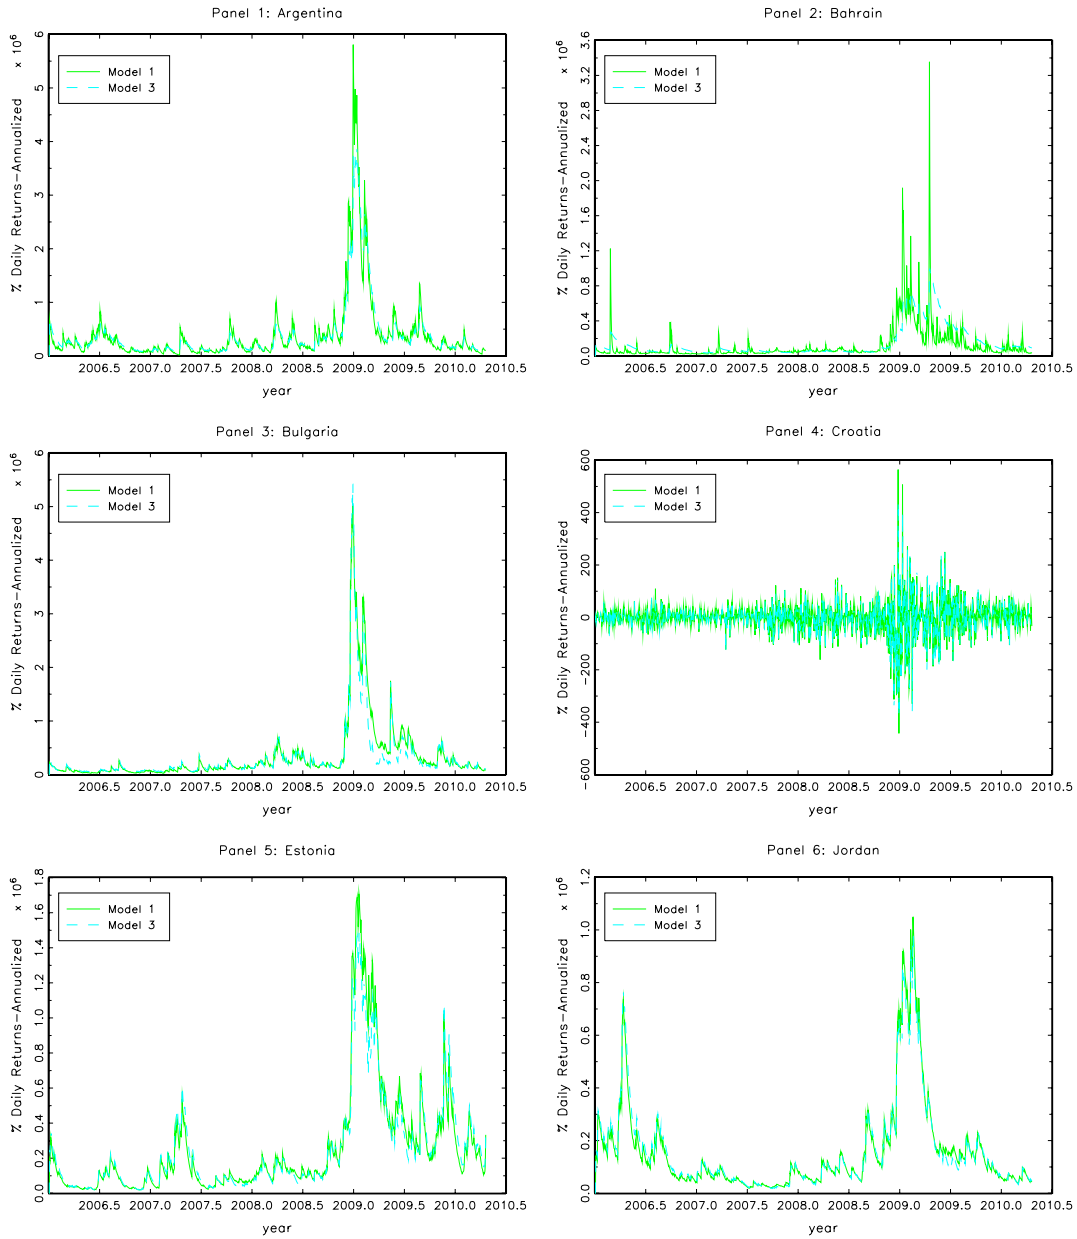 Panel 1: Argentina
% Daily Returns-Annualized × 10⁶
6
5
4
3
2
1
0
Model 1
Model 3
2006.5 2007.0 2007.5 2008.0 2008.5 2009.0 2009.5 2010.0 2010.5
year
Panel 2: Bahrain
% Daily Returns-Annualized × 10⁶
3.6
3.2
2.8
2.4
2.0
1.6
1.2
0.8
0.4
0.0
Model 1
Model 3
2006.5 2007.0 2007.5 2008.0 2008.5 2009.0 2009.5 2010.0 2010.5
year
Panel 3: Bulgaria
% Daily Returns-Annualized × 10⁶
6
5
4
3
2
1
0
Model 1
Model 3
2006.5 2007.0 2007.5 2008.0 2008.5 2009.0 2009.5 2010.0 2010.5
year
Panel 4: Croatia
% Daily Returns-Annualized
600
400
200
0
-200
-400
-600
Model 1
Model 3
2006.5 2007.0 2007.5 2008.0 2008.5 2009.0 2009.5 2010.0 2010.5
year
Panel 5: Estonia
% Daily Returns-Annualized × 10⁶
1.8
1.6
1.4
1.2
1.0
0.8
0.6
0.4
0.2
0.0
Model 1
Model 3
2006.5 2007.0 2007.5 2008.0 2008.5 2009.0 2009.5 2010.0 2010.5
year
Panel 6: Jordan
% Daily Returns-Annualized × 10⁶
1.2
1.0
0.8
0.6
0.4
0.2
0.0
Model 1
Model 3
2006.5 2007.0 2007.5 2008.0 2008.5 2009.0 2009.5 2010.0 2010.5
year